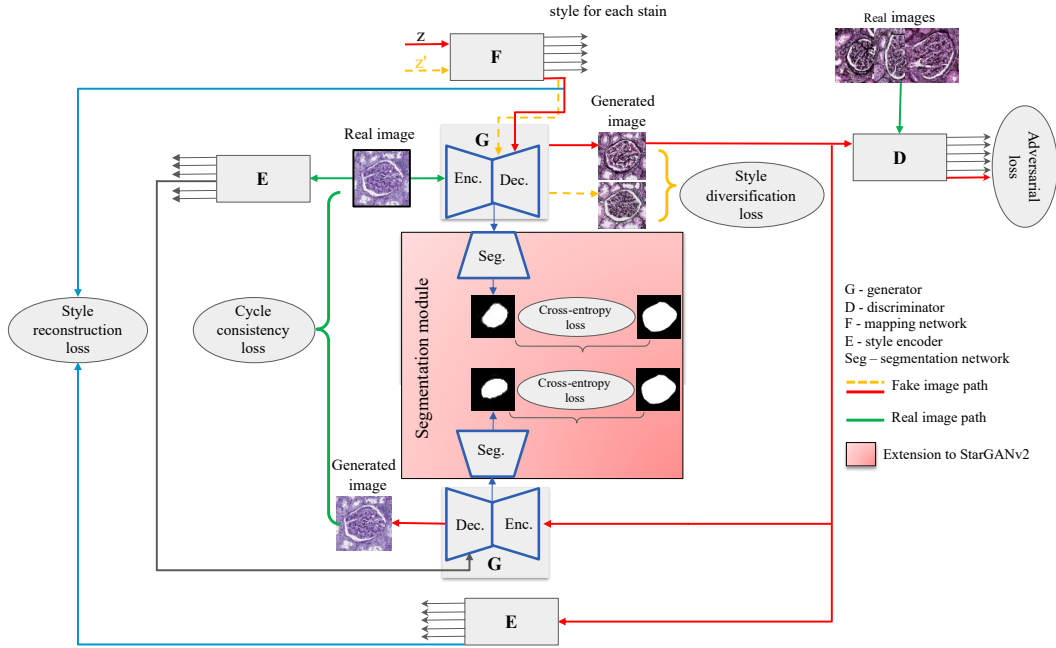 style for each stain
z
z'
F
Real images
Generated
image
Real image
G
Enc.
Dec.
E
D
Adversarial
loss
Style
diversification
loss
Seg.
Segmentation module
Cross-entropy
loss
Cross-entropy
loss
Seg.
Style
reconstruction
loss
Cycle
consistency
loss
G - generator
D - discriminator
F - mapping network
E - style encoder
Seg – segmentation network
Fake image path
Real image path
Extension to StarGANv2
Generated
image
Dec.
Enc.
G
E